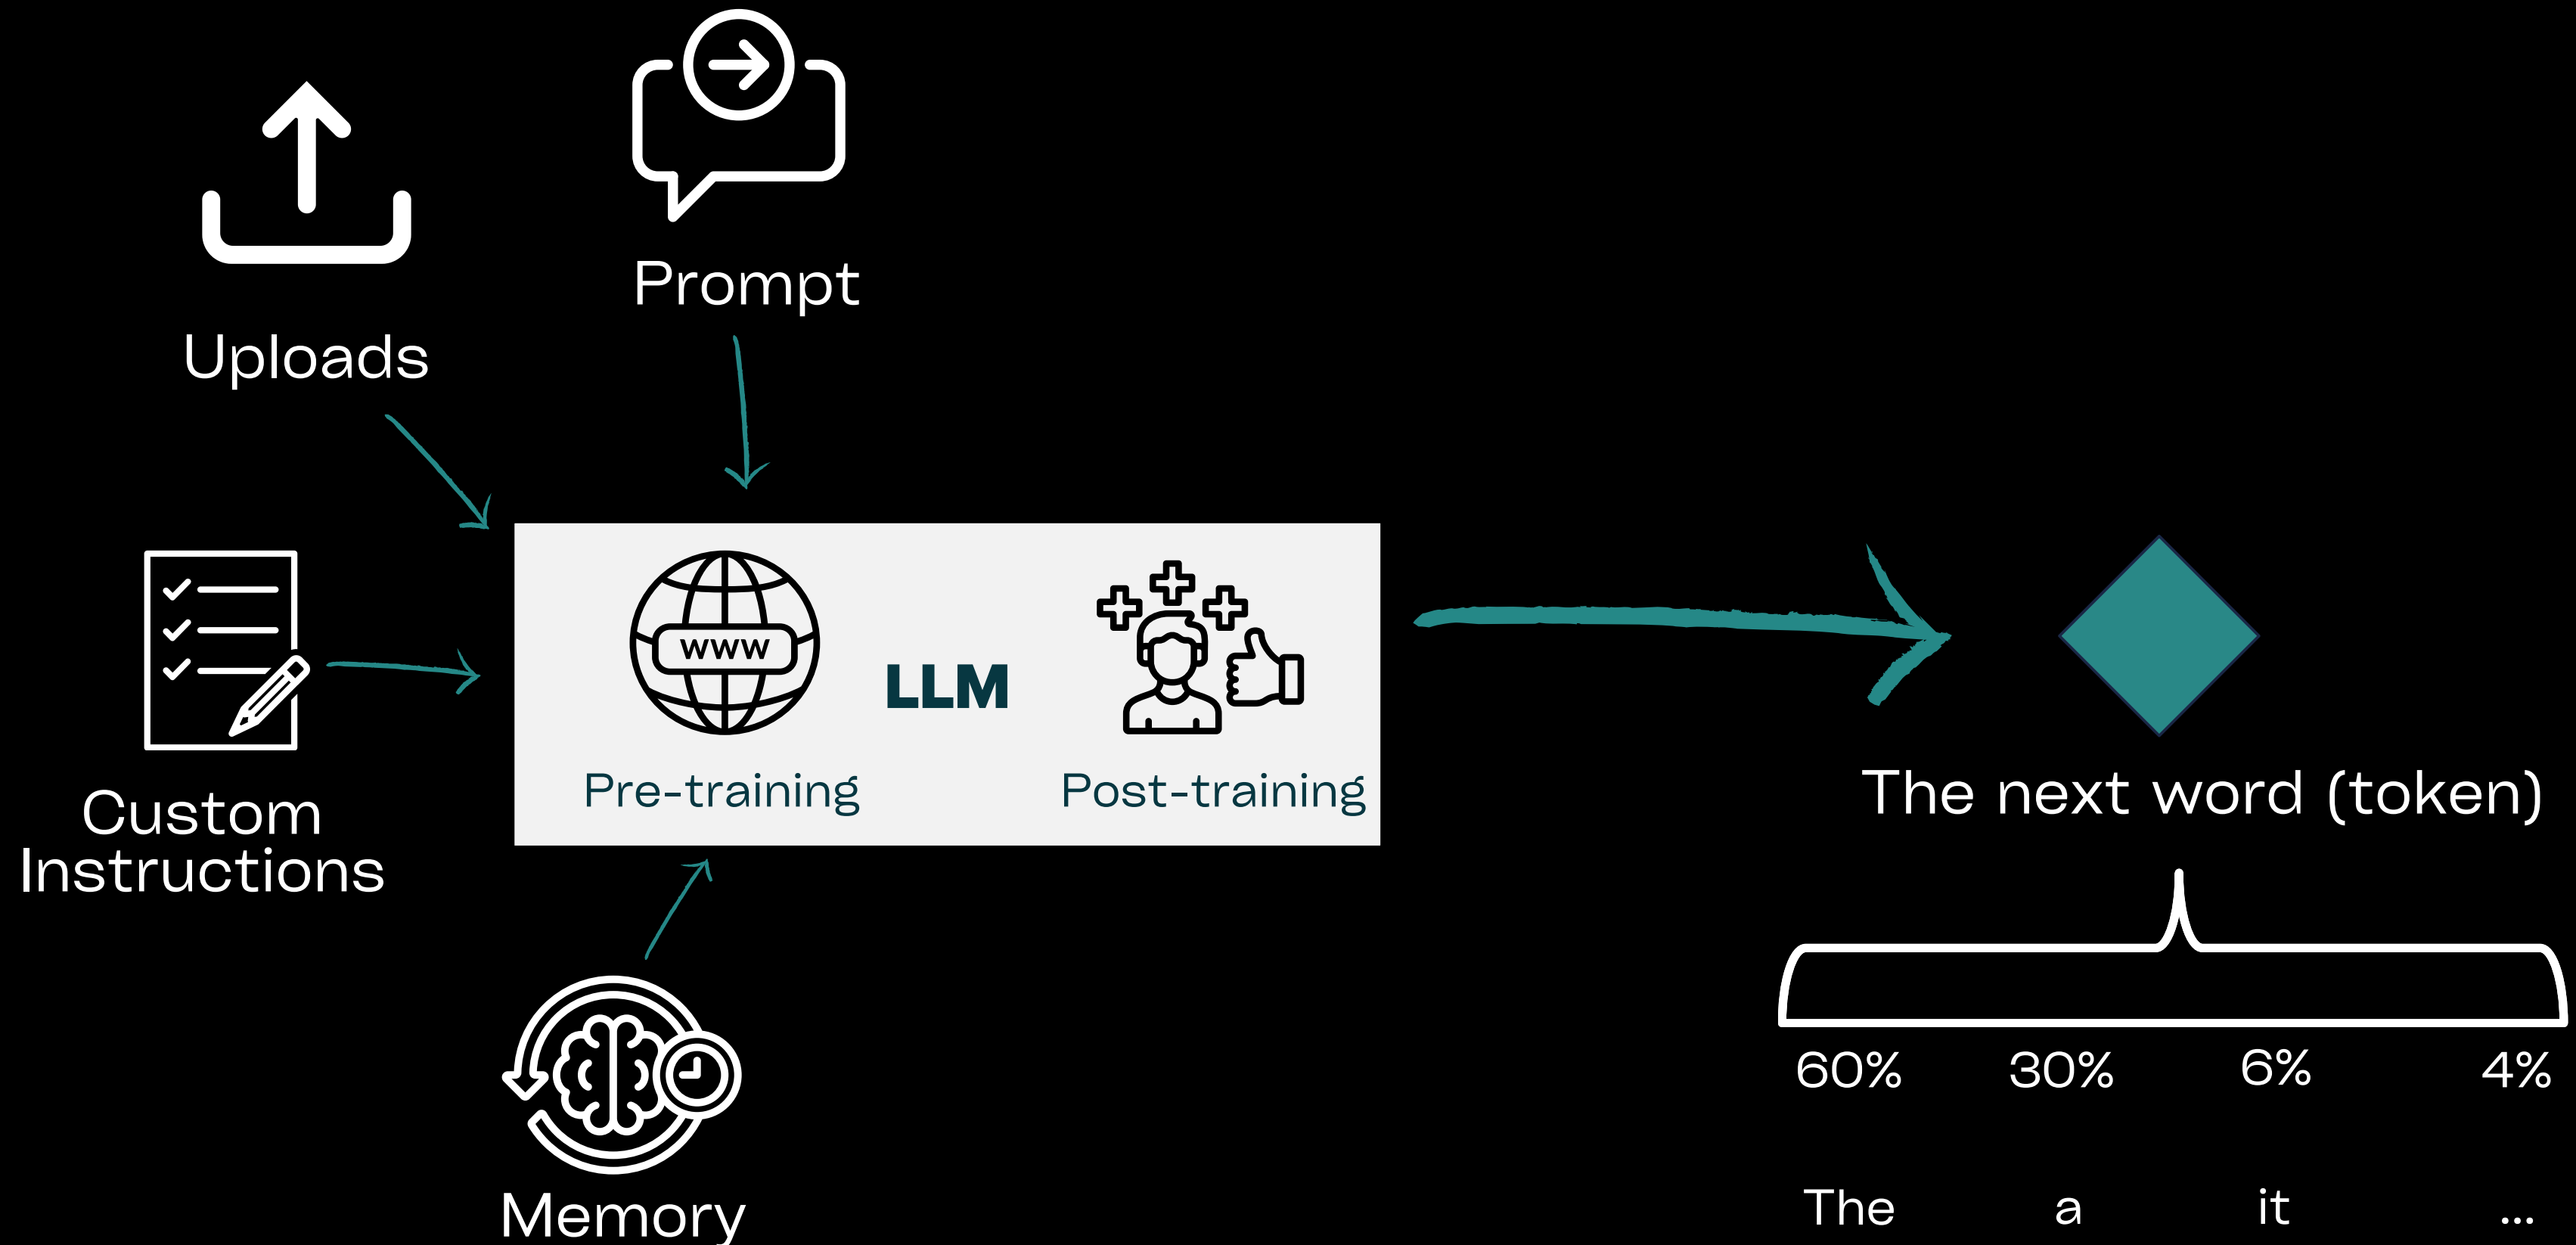 Prompt
Uploads
www
LLM
Pre-training
Post-training
Custom
Instructions
The next word (token)
Memory
60% 30% 6% 4%
The a it ...